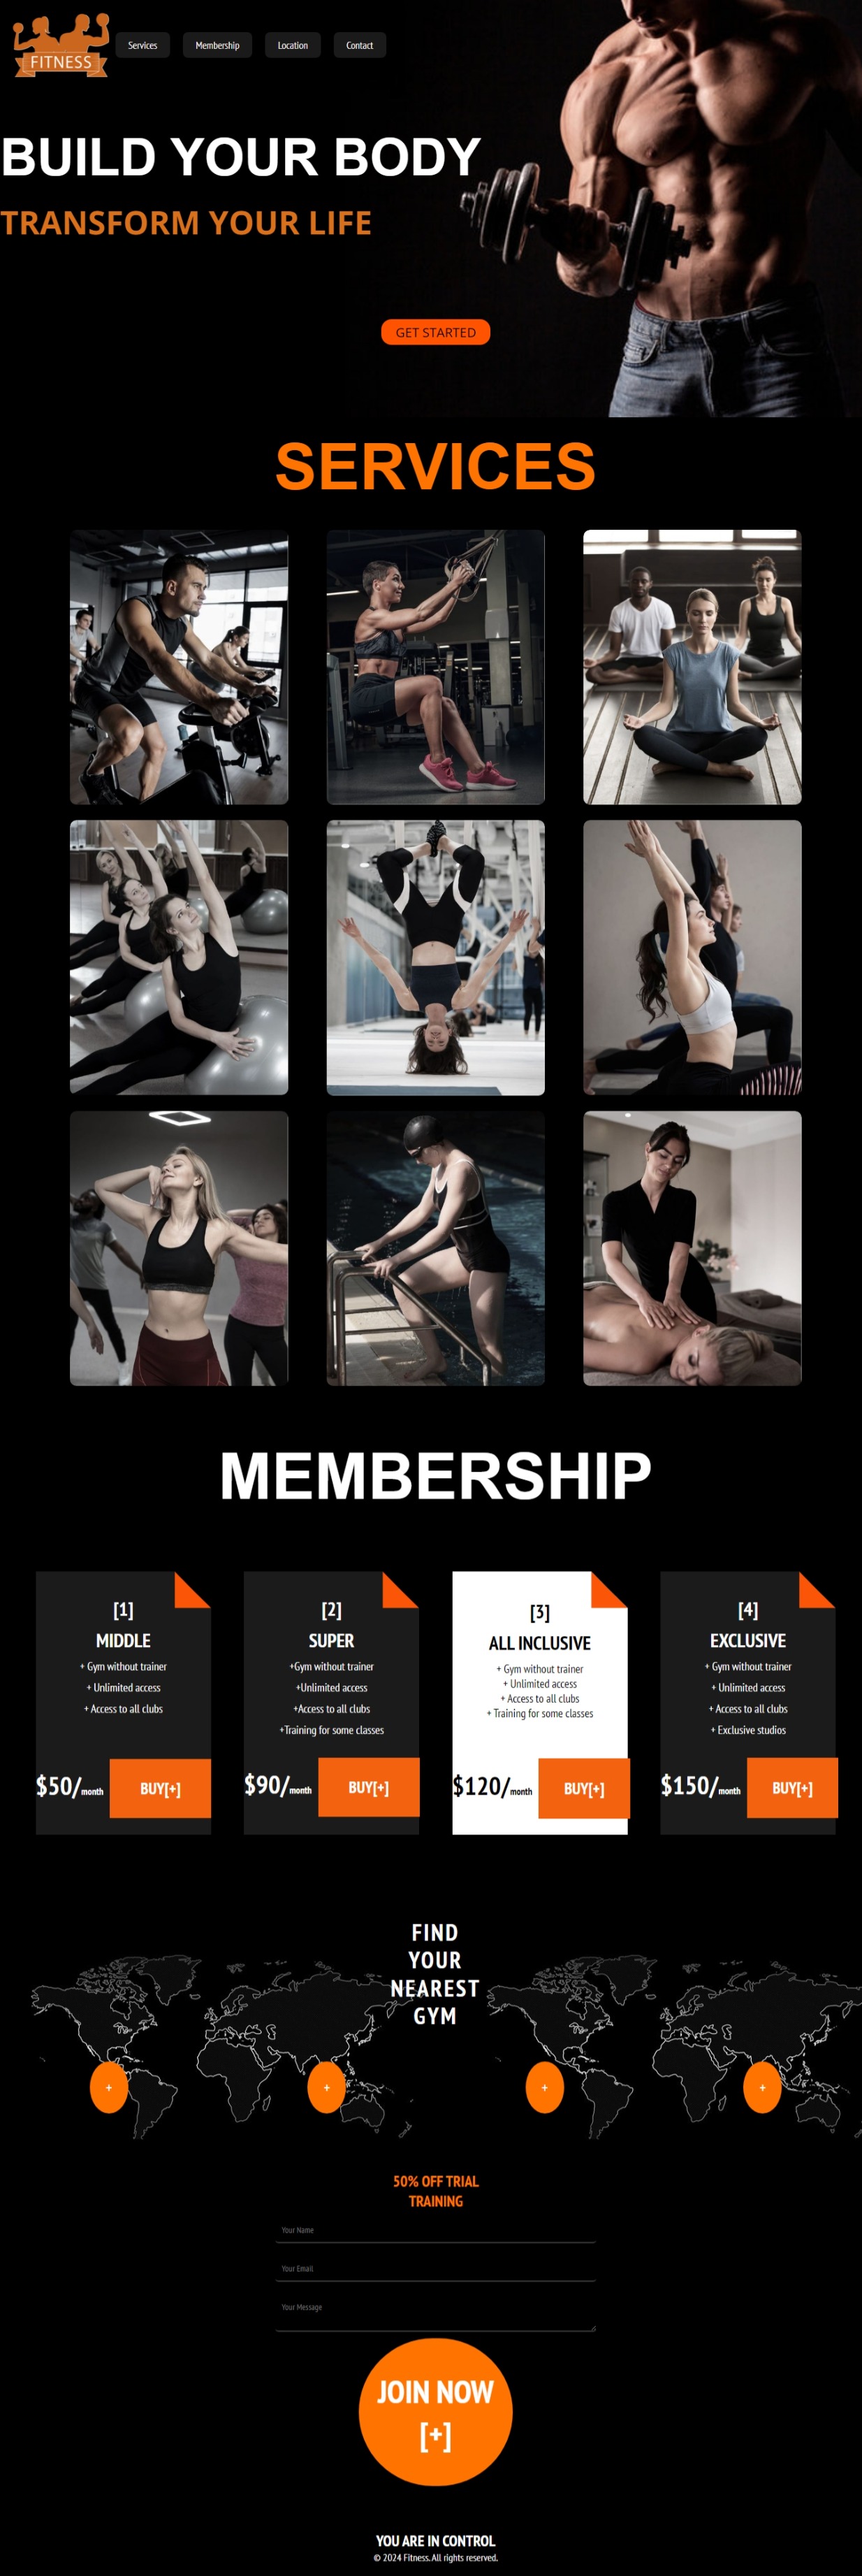 FITNESS
Services
Membership
Location
Contact
BUILD YOUR BODY
TRANSFORM YOUR LIFE
GET STARTED
SERVICES
MEMBERSHIP
[1]
MIDDLE
+ Gym without trainer
+ Unlimited access
+ Access to all clubs
$50/month
BUY[+]
[2]
SUPER
+Gym without trainer
+Unlimited access
+Access to all clubs
+Training for some classes
$90/month
BUY[+]
[3]
ALL INCLUSIVE
+ Gym without trainer
+ Unlimited access
+ Access to all clubs
+ Training for some classes
$120/month
BUY[+]
[4]
EXCLUSIVE
+ Gym without trainer
+ Unlimited access
+ Access to all clubs
+ Exclusive studios
$150/month
BUY[+]
FIND
YOUR
NEAREST
GYM
+
+
+
+
50% OFF TRIAL
TRAINING
Your Name
Your Email
Your Message
JOIN NOW
[+]
YOU ARE IN CONTROL
© 2024 Fitness. All rights reserved.